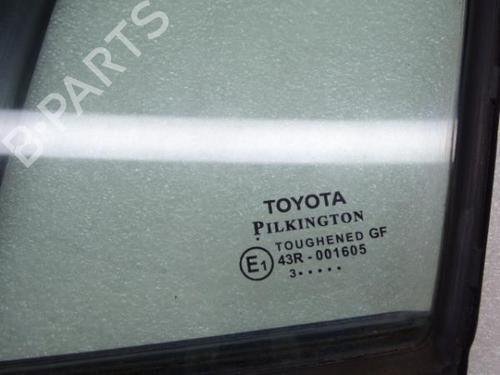 B-PARTS
TOYOTA
PILKINGTON
TOUGHENED GF
E1 43R-001605
3•••••